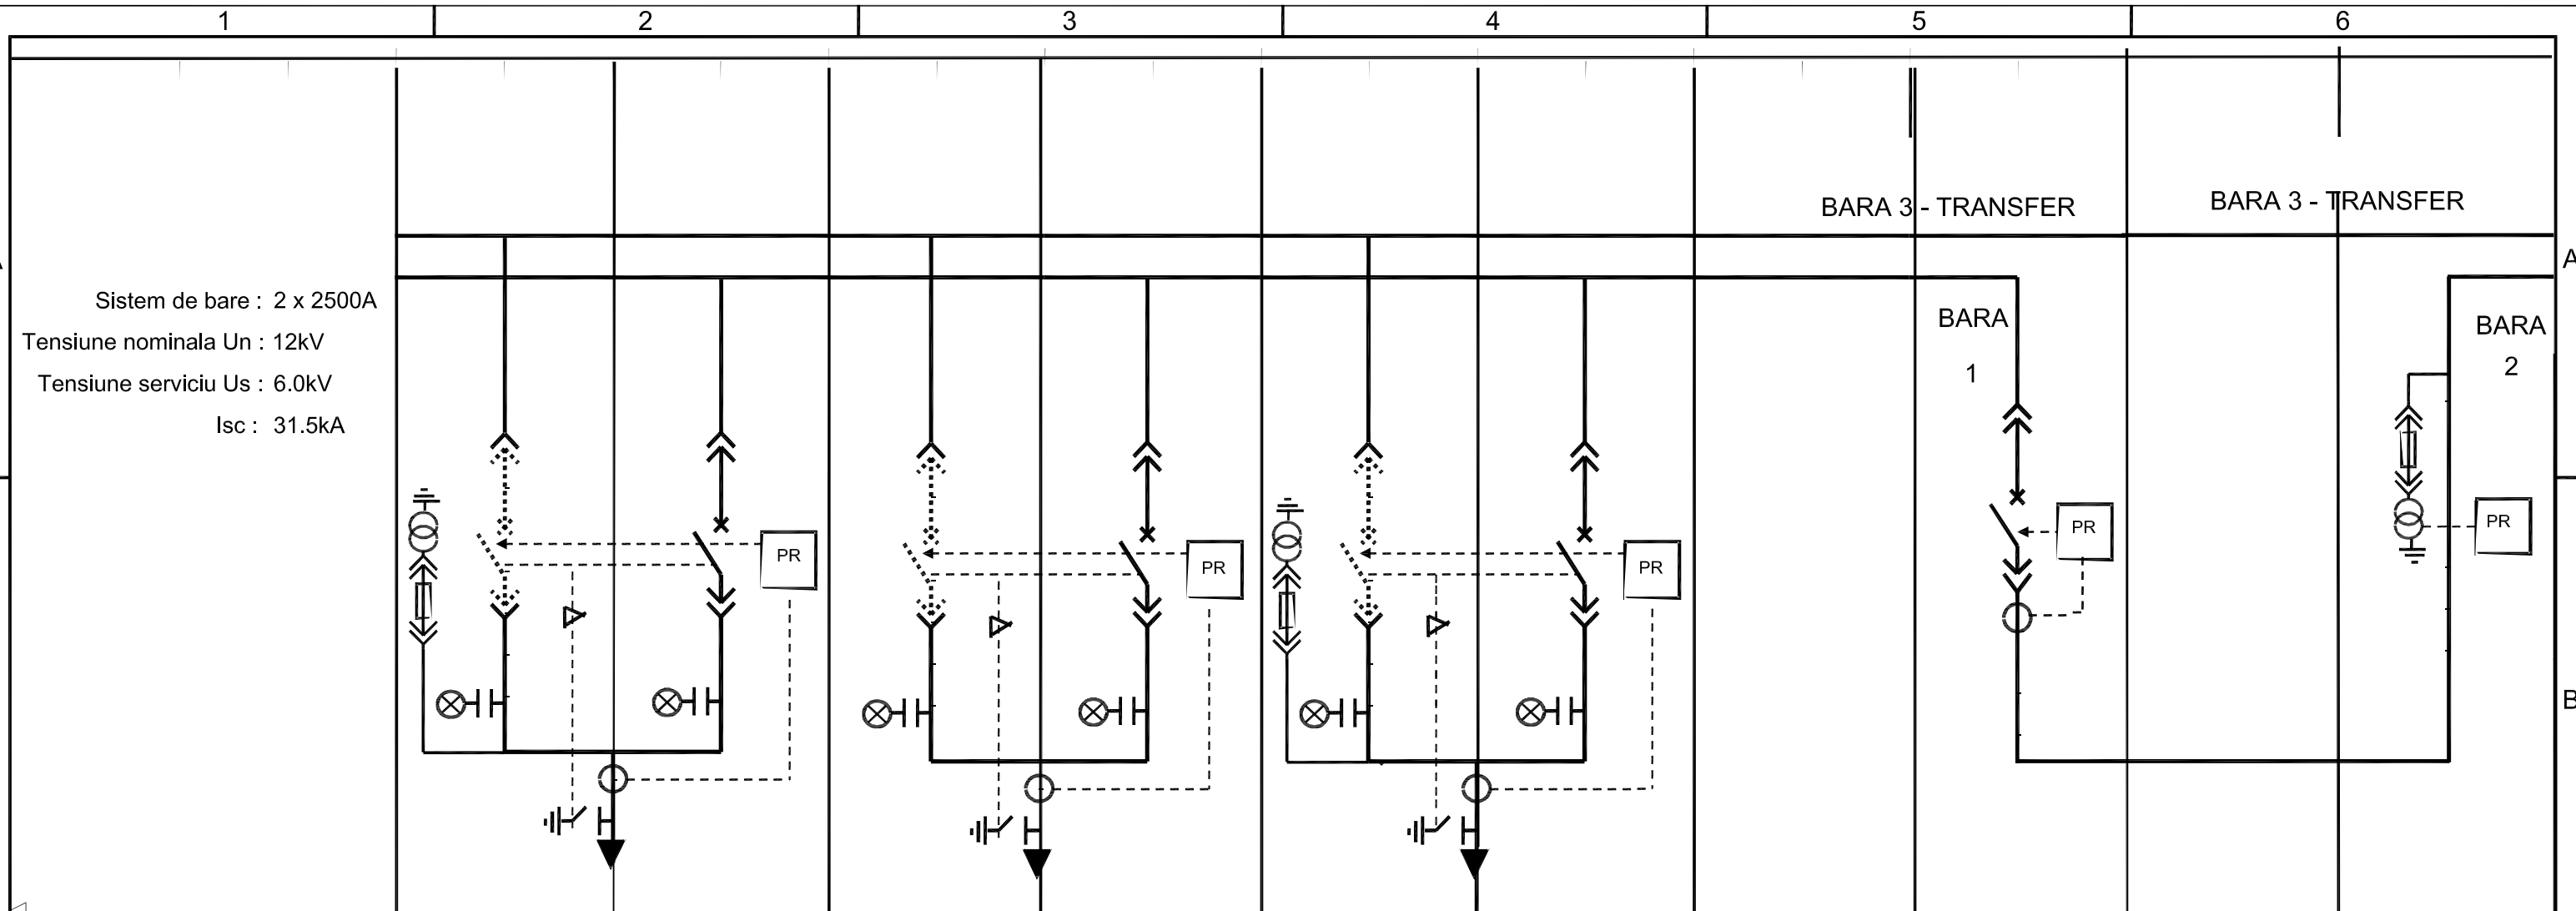 1 2 3 4 5 6
BARA 3 - TRANSFER
BARA 3 - TRANSFER
A
Sistem de bare : 2 x 2500A
Tensiune nominala Un : 12kV
Tensiune serviciu Us : 6.0kV
Isc : 31.5kA
BARA
1
BARA
2
PR
PR
PR
PR
PR
B